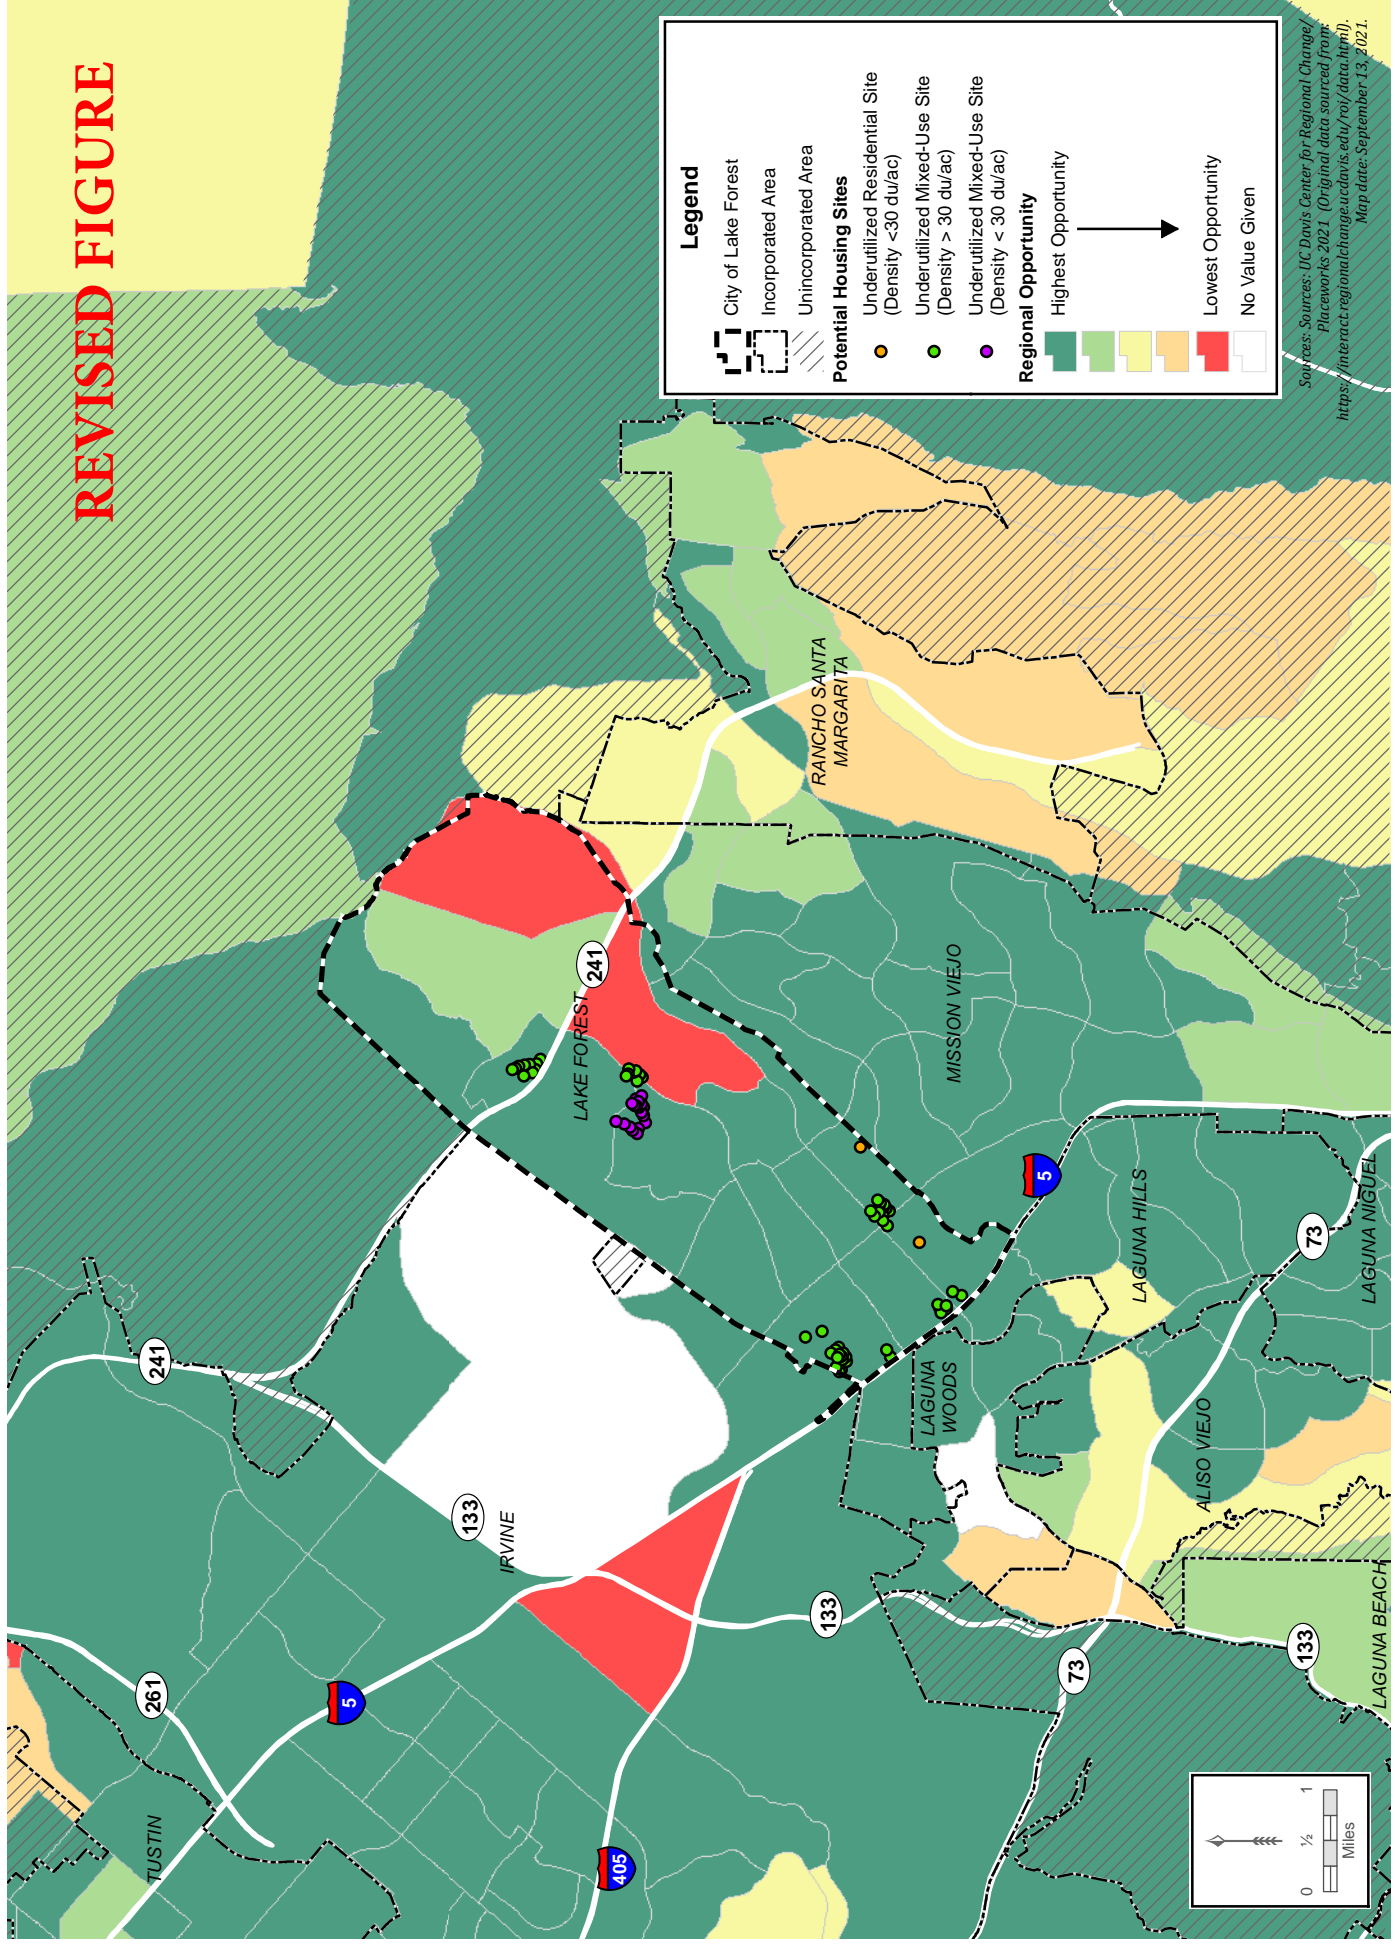 REVISED FIGURE
Legend
City of Lake Forest
Incorporated Area
Unincorporated Area
Potential Housing Sites
Underutilized Residential Site
(Density <30 du/ac)
Underutilized Mixed-Use Site
(Density > 30 du/ac)
Underutilized Mixed-Use Site
(Density < 30 du/ac)
Regional Opportunity
Highest Opportunity
Lowest Opportunity
No Value Given
Sources: Sources: UC Davis Center for Regional Change/
Placeworks 2021 (Original data sourced from:
https://interact.regionalchange.ucdavis.edu/roi/data.html).
Map date: September 13, 2021.
TUSTIN
261
5
405
241
133
IRVINE
133
73
133
LAGUNA BEACH
LAKE FOREST
241
RANCHO SANTA
MARGARITA
MISSION VIEJO
5
LAGUNA
WOODS
LAGUNA HILLS
ALISO VIEJO
73
LAGUNA NIGUEL
0 ½ 1
Miles